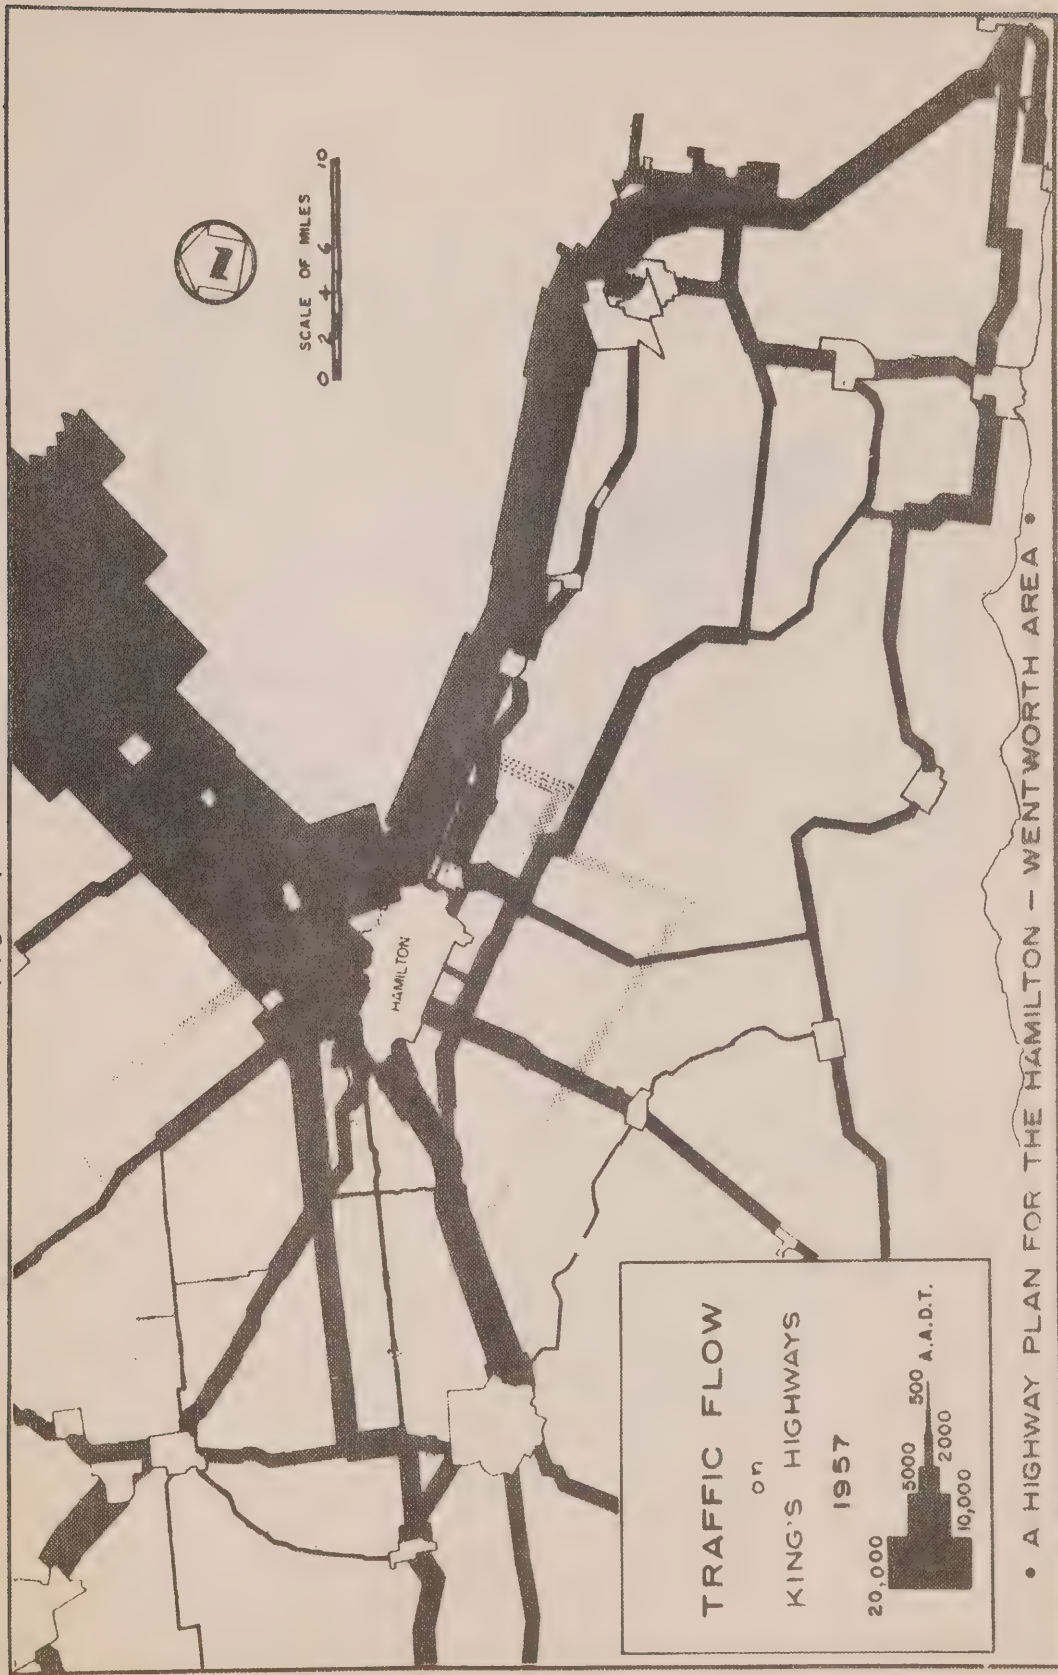 SCALE OF MILES
0 2 4 6 10
HAMILTON
TRAFFIC FLOW
on
KING'S HIGHWAYS
1957
20,000
10,000
5000
2000
500 A.A.D.T.
• A HIGHWAY PLAN FOR THE HAMILTON – WENTWORTH AREA •